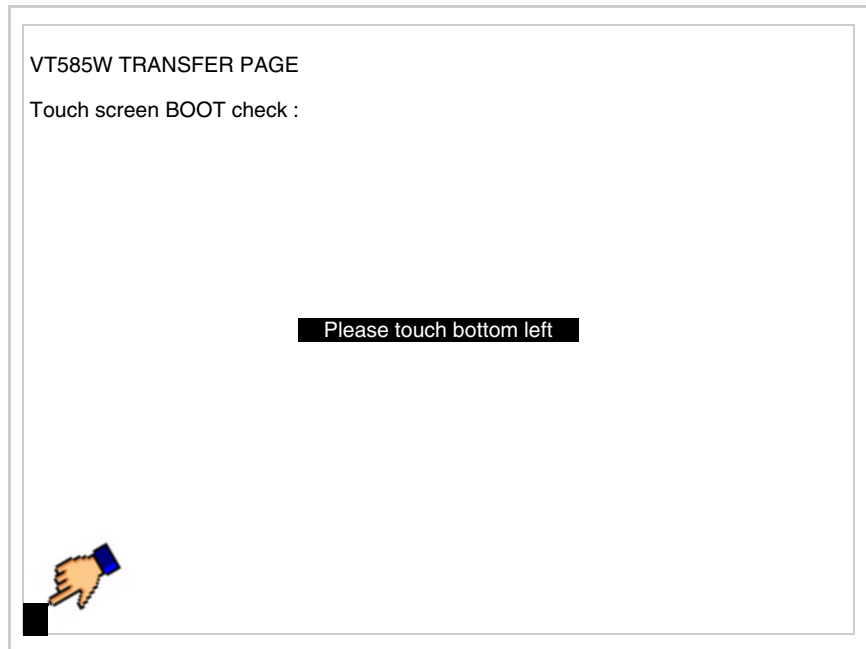 VT585W TRANSFER PAGE
Touch screen BOOT check :
Please touch bottom left